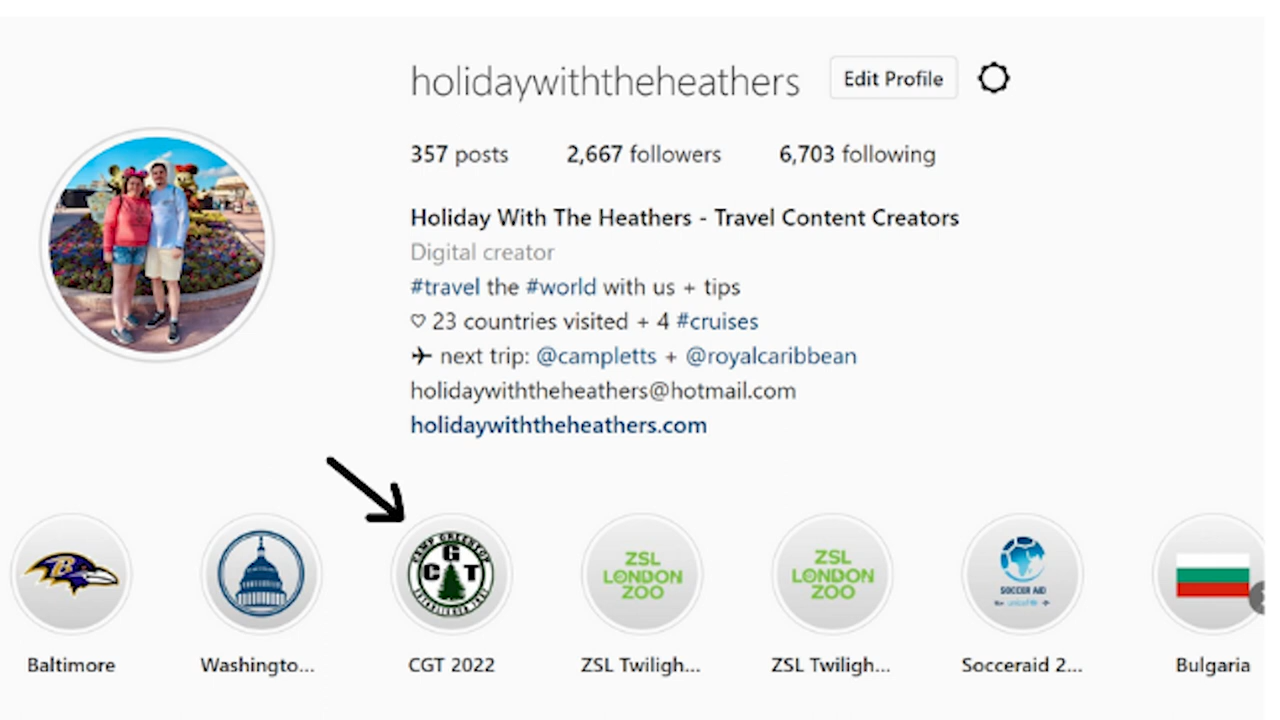 holidaywiththeheathers Edit Profile
357 posts 2,667 followers 6,703 following
Holiday With The Heathers - Travel Content Creators
Digital creator
#travel the #world with us + tips
♡ 23 countries visited + 4 #cruises
✈ next trip: @campletts + @royalcaribbean
holidaywiththeheathers@hotmail.com
holidaywiththeheathers.com
B
CAMP GREENTOP
G
C T
ZSL
LONDON
ZOO
ZSL
LONDON
ZOO
SOCCER AID
unicef
Baltimore Washingto... CGT 2022 ZSL Twiligh... ZSL Twiligh... Socceraid 2... Bulgaria